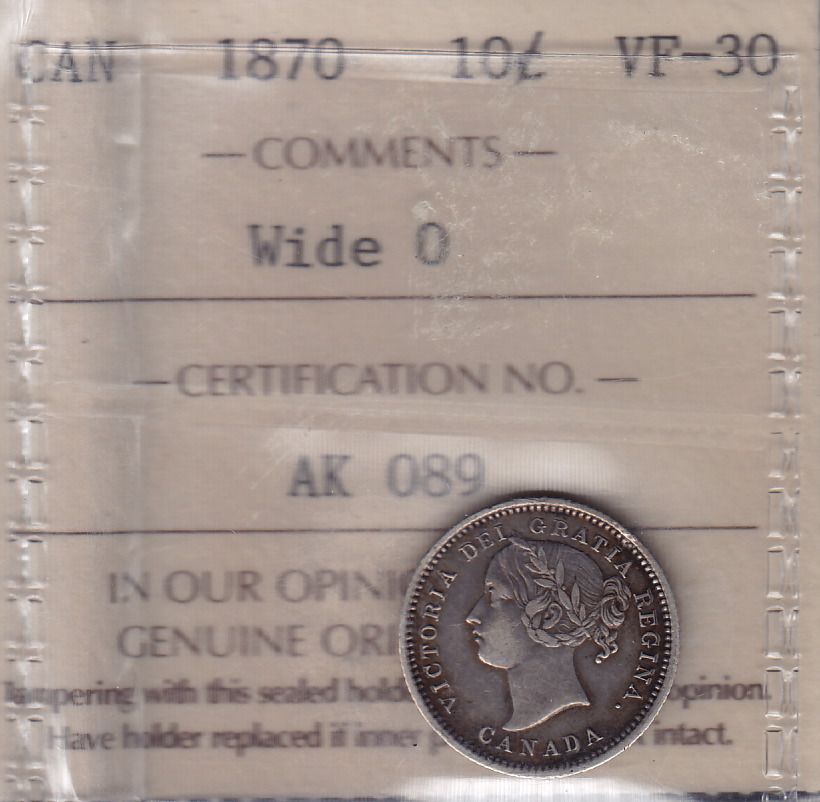 CAN 1870 10¢ VF-30
— COMMENTS —
Wide 0
— CERTIFICATION NO. —
AK 089
IN OUR OPINI
GENUINE ORI
Tampering with this sealed hold opinion.
Have holder replaced if inner p intact.
VICTORIA DEI GRATIA REGINA.
CANADA